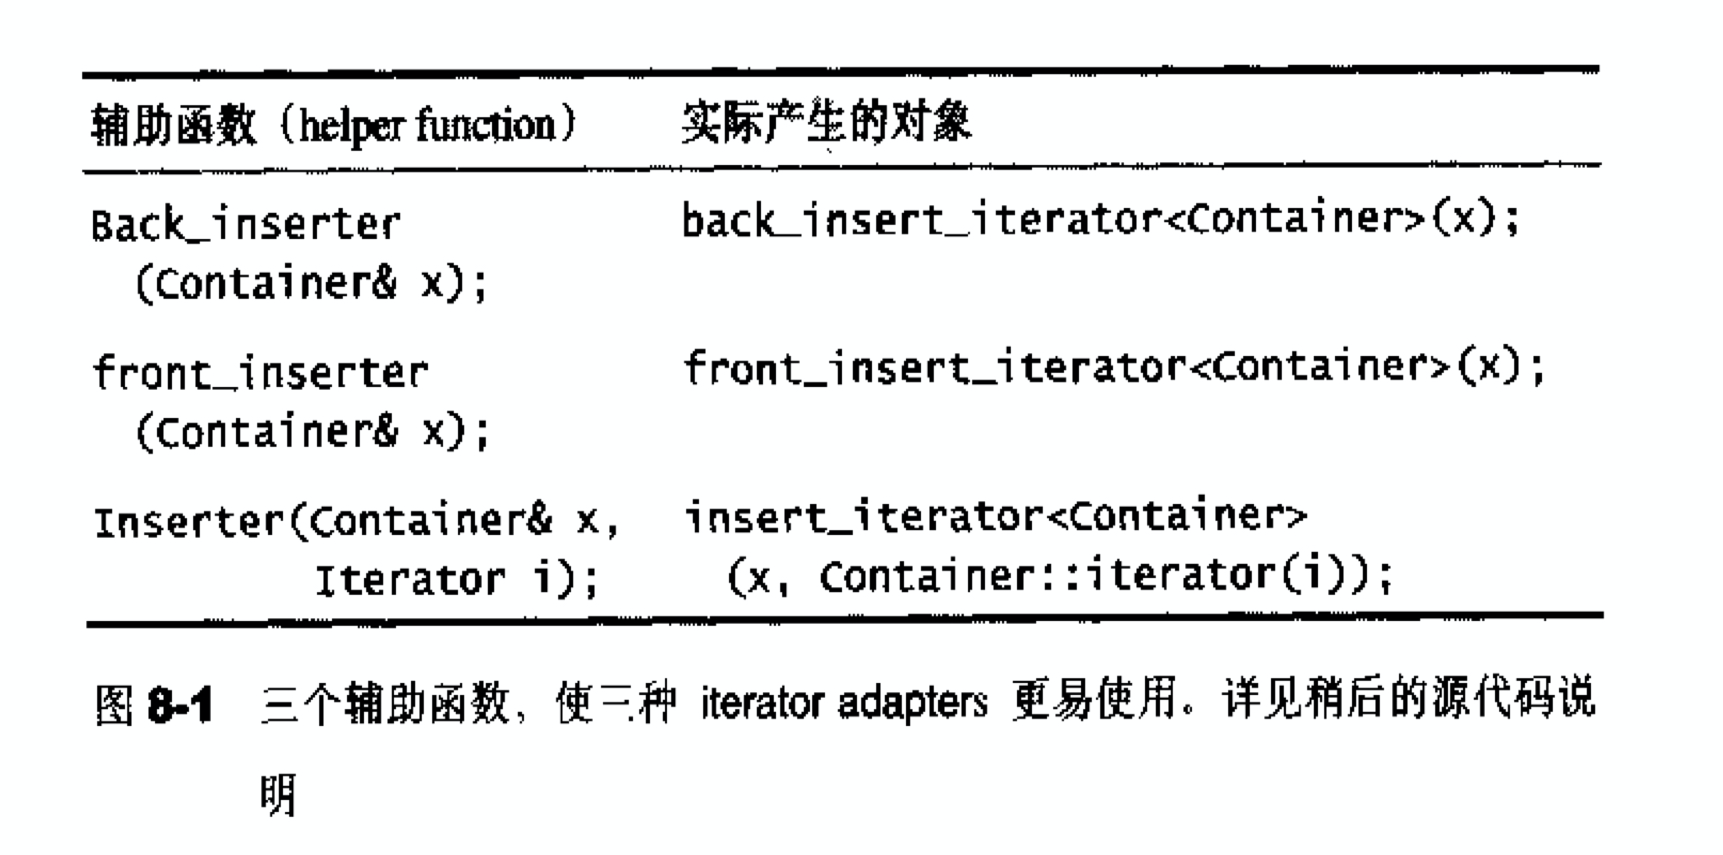 辅助函数（helper function） 实际产生的对象
Back_inserter back_insert_iterator<Container>(x);
(Container& x);
front_inserter front_insert_iterator<Container>(x);
(Container& x);
Inserter(Container& x, insert_iterator<Container>
Iterator i); (x, Container::iterator(i));
图 8-1 三个辅助函数，使三种 iterator adapters 更易使用。详见稍后的源代码说
明